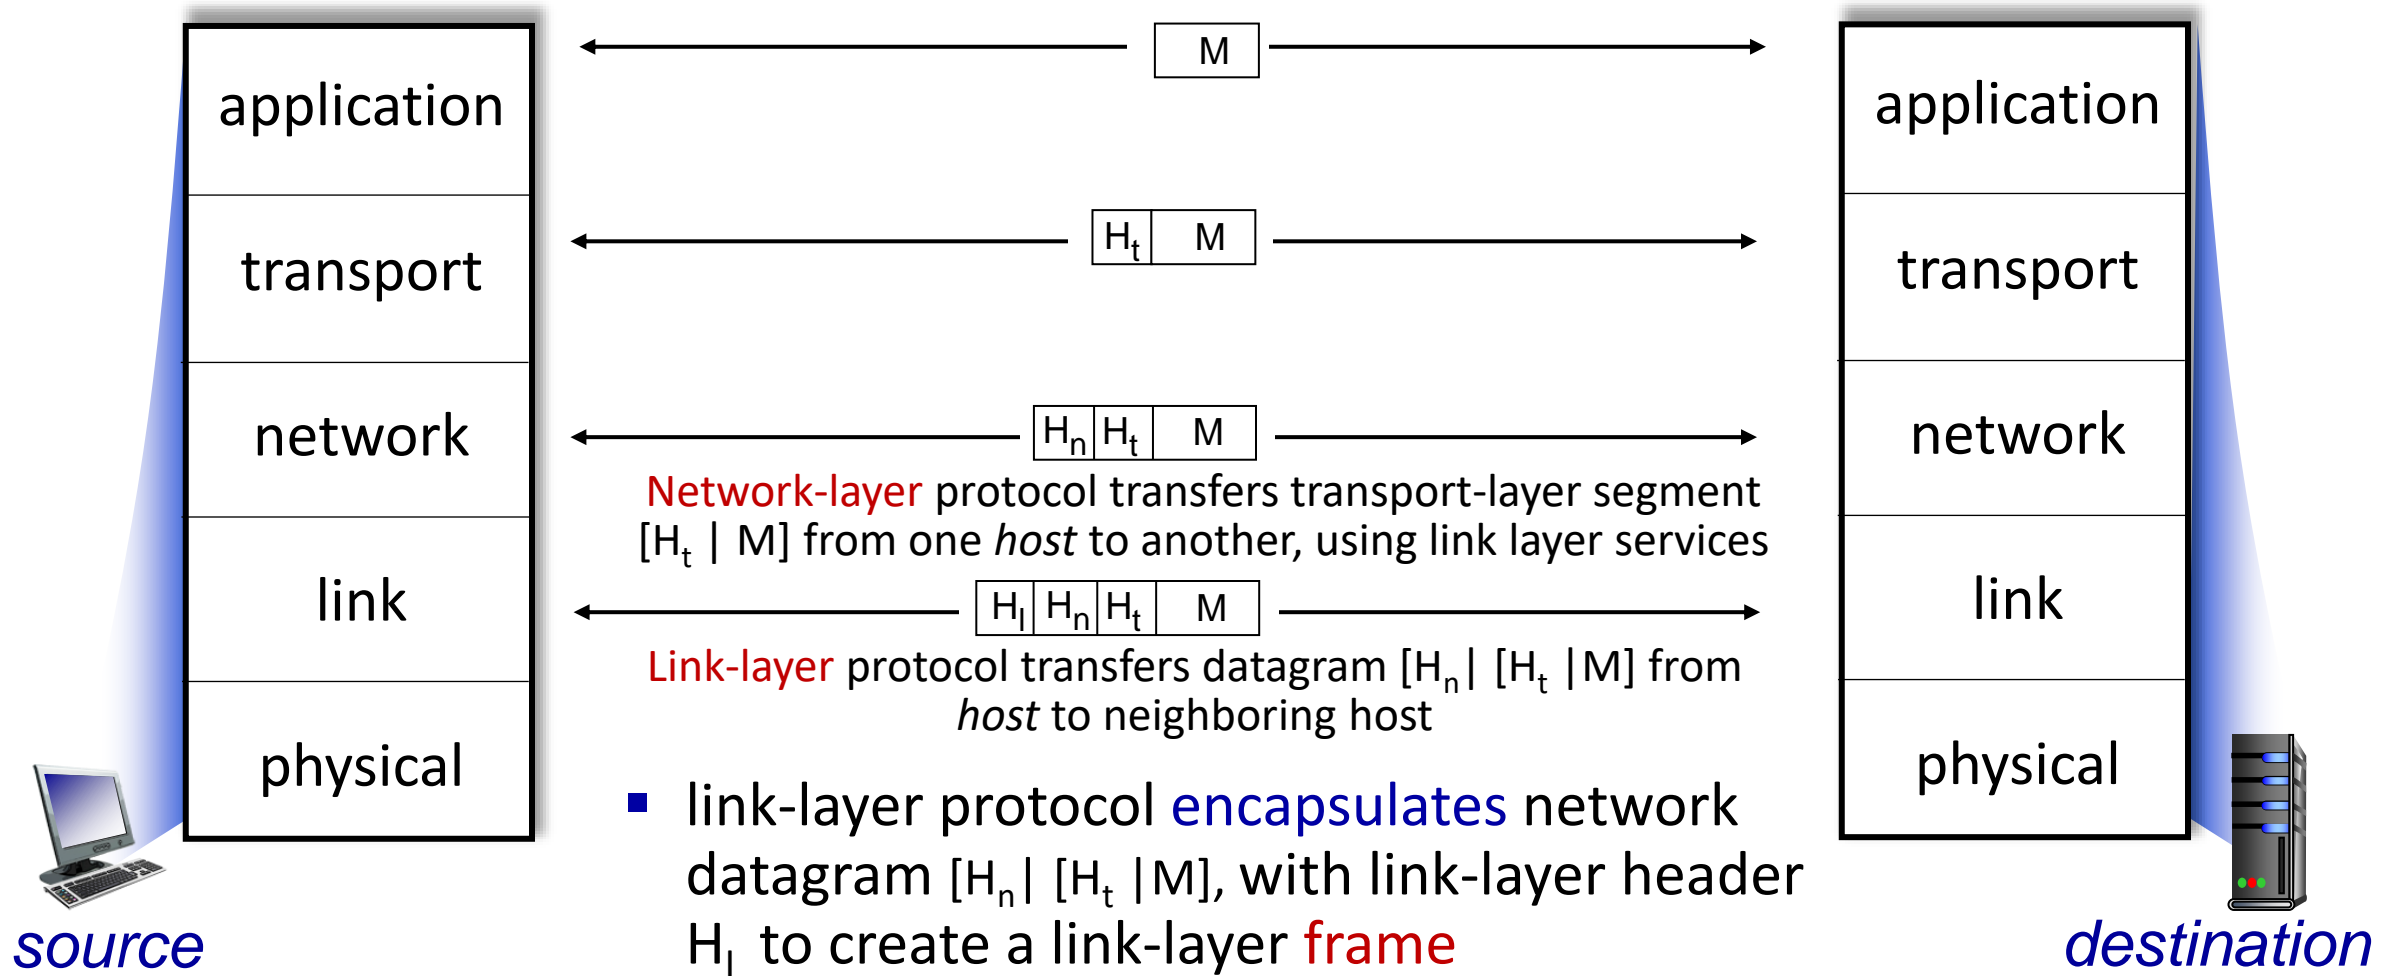 application
M
application
transport
Hₜ M
transport
network
Hₙ Hₜ M
network
Network-layer protocol transfers transport-layer segment
[Hₜ | M] from one host to another, using link layer services
link
Hₗ Hₙ Hₜ M
link
Link-layer protocol transfers datagram [Hₙ| [Hₜ |M] from
host to neighboring host
physical
physical
▪ link-layer protocol encapsulates network
datagram [Hₙ| [Hₜ |M], with link-layer header
Hₗ to create a link-layer frame
source
destination